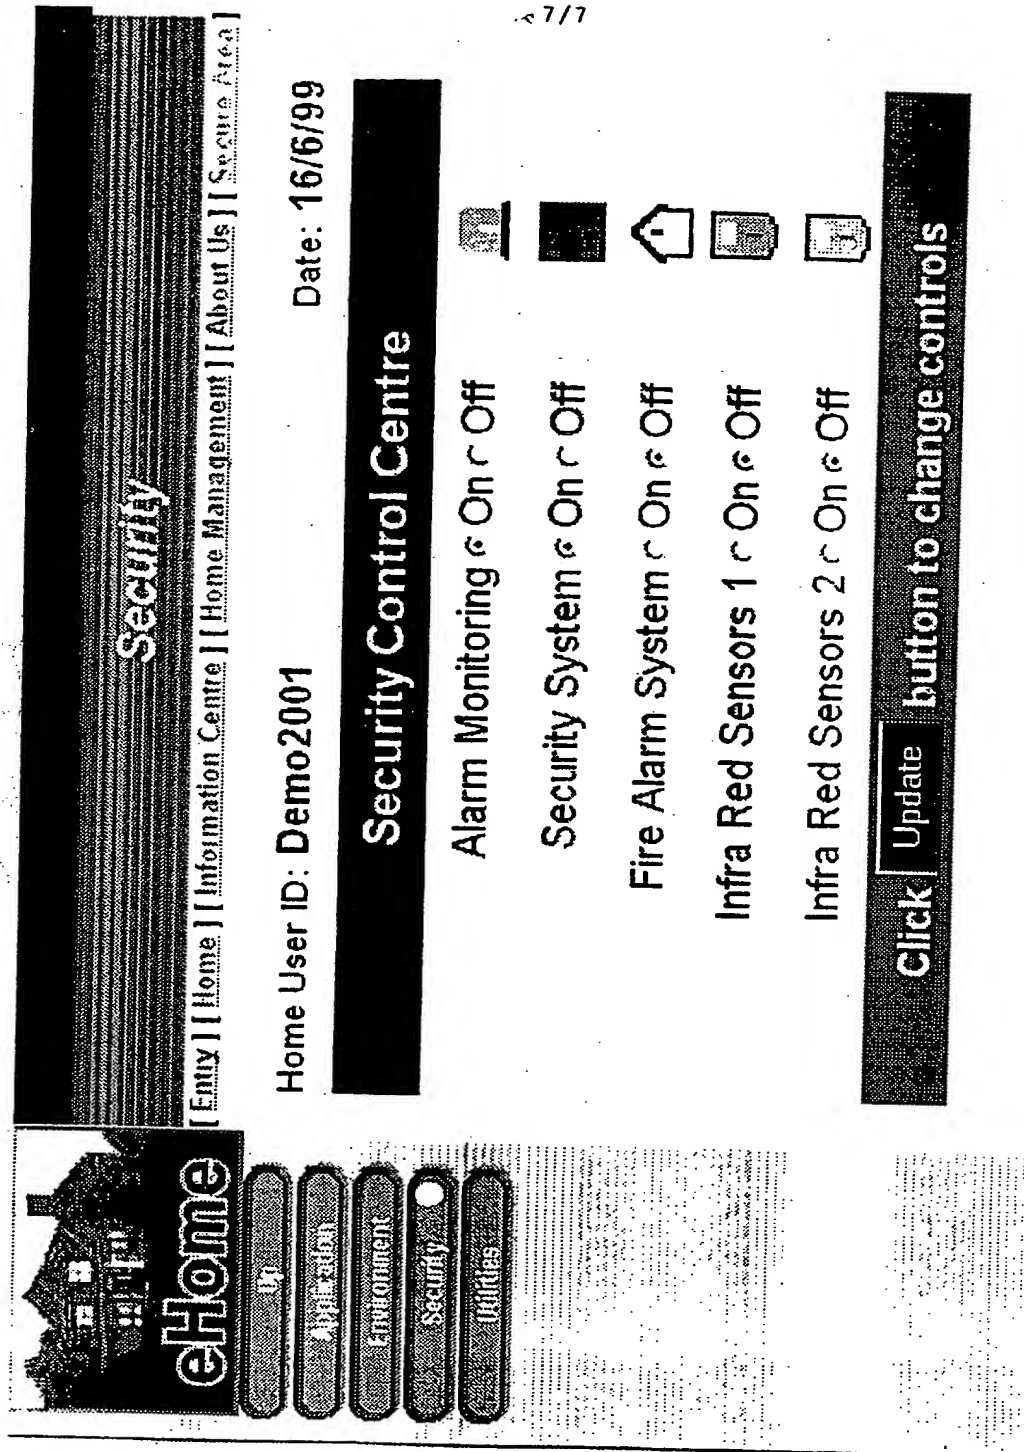 7/7
Security
[ Entry ] [ Home ] [ Infomation Centre ] [ Home Management ] [ About Us ] [ Secure Area ]
eHome
Up
Application
Environment
Security
Utilities
Home User ID: Demo2001 Date: 16/6/99
Security Control Centre
Alarm Monitoring On Off
Security System On Off
Fire Alarm System On Off
Infra Red Sensors 1 On Off
Infra Red Sensors 2 On Off
Click Update button to change controls